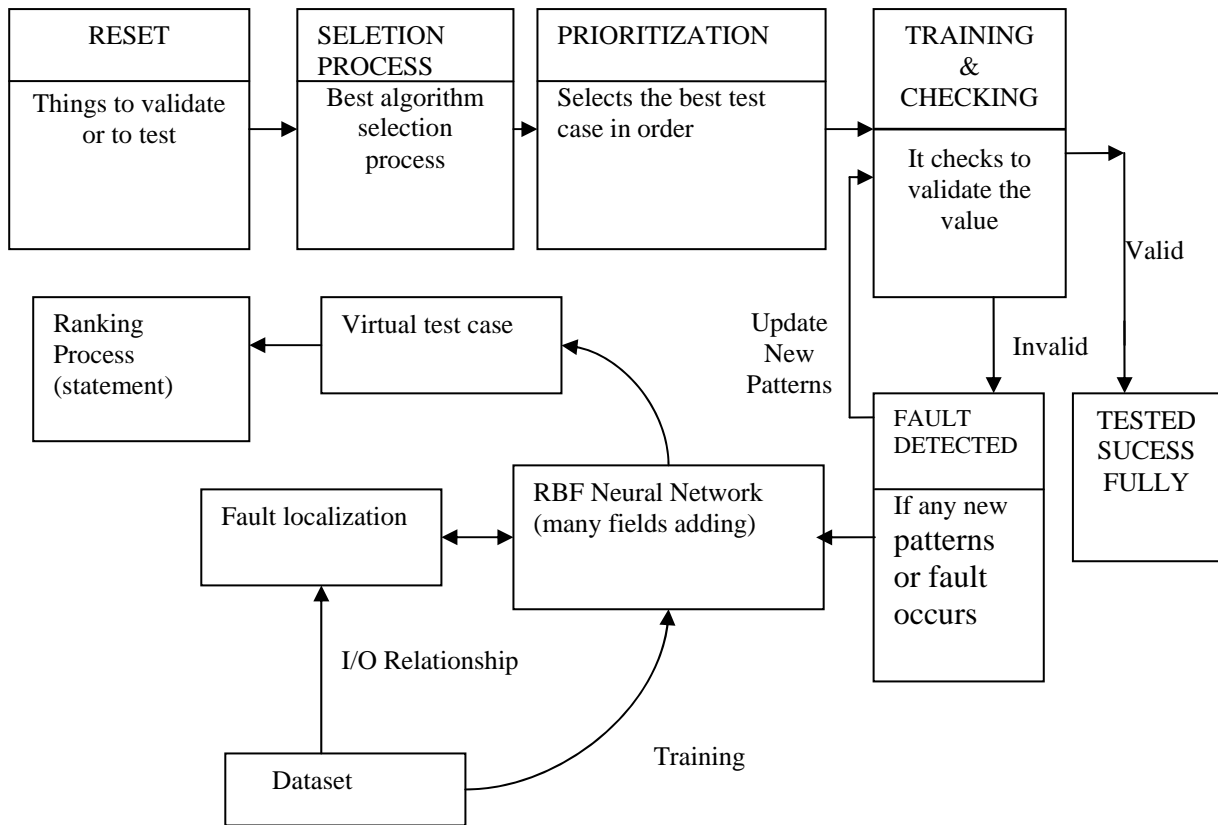 RESET
Things to validate
or to test
SELETION
PROCESS
Best algorithm
selection
process
PRIORITIZATION
Selects the best test
case in order
TRAINING
&
CHECKING
It checks to
validate the
value
Valid
Invalid
Update
New
Patterns
Ranking
Process
(statement)
Virtual test case
FAULT
DETECTED
If any new
patterns
or fault
occurs
TESTED
SUCESS
FULLY
Fault localization
RBF Neural Network
(many fields adding)
I/O Relationship
Training
Dataset